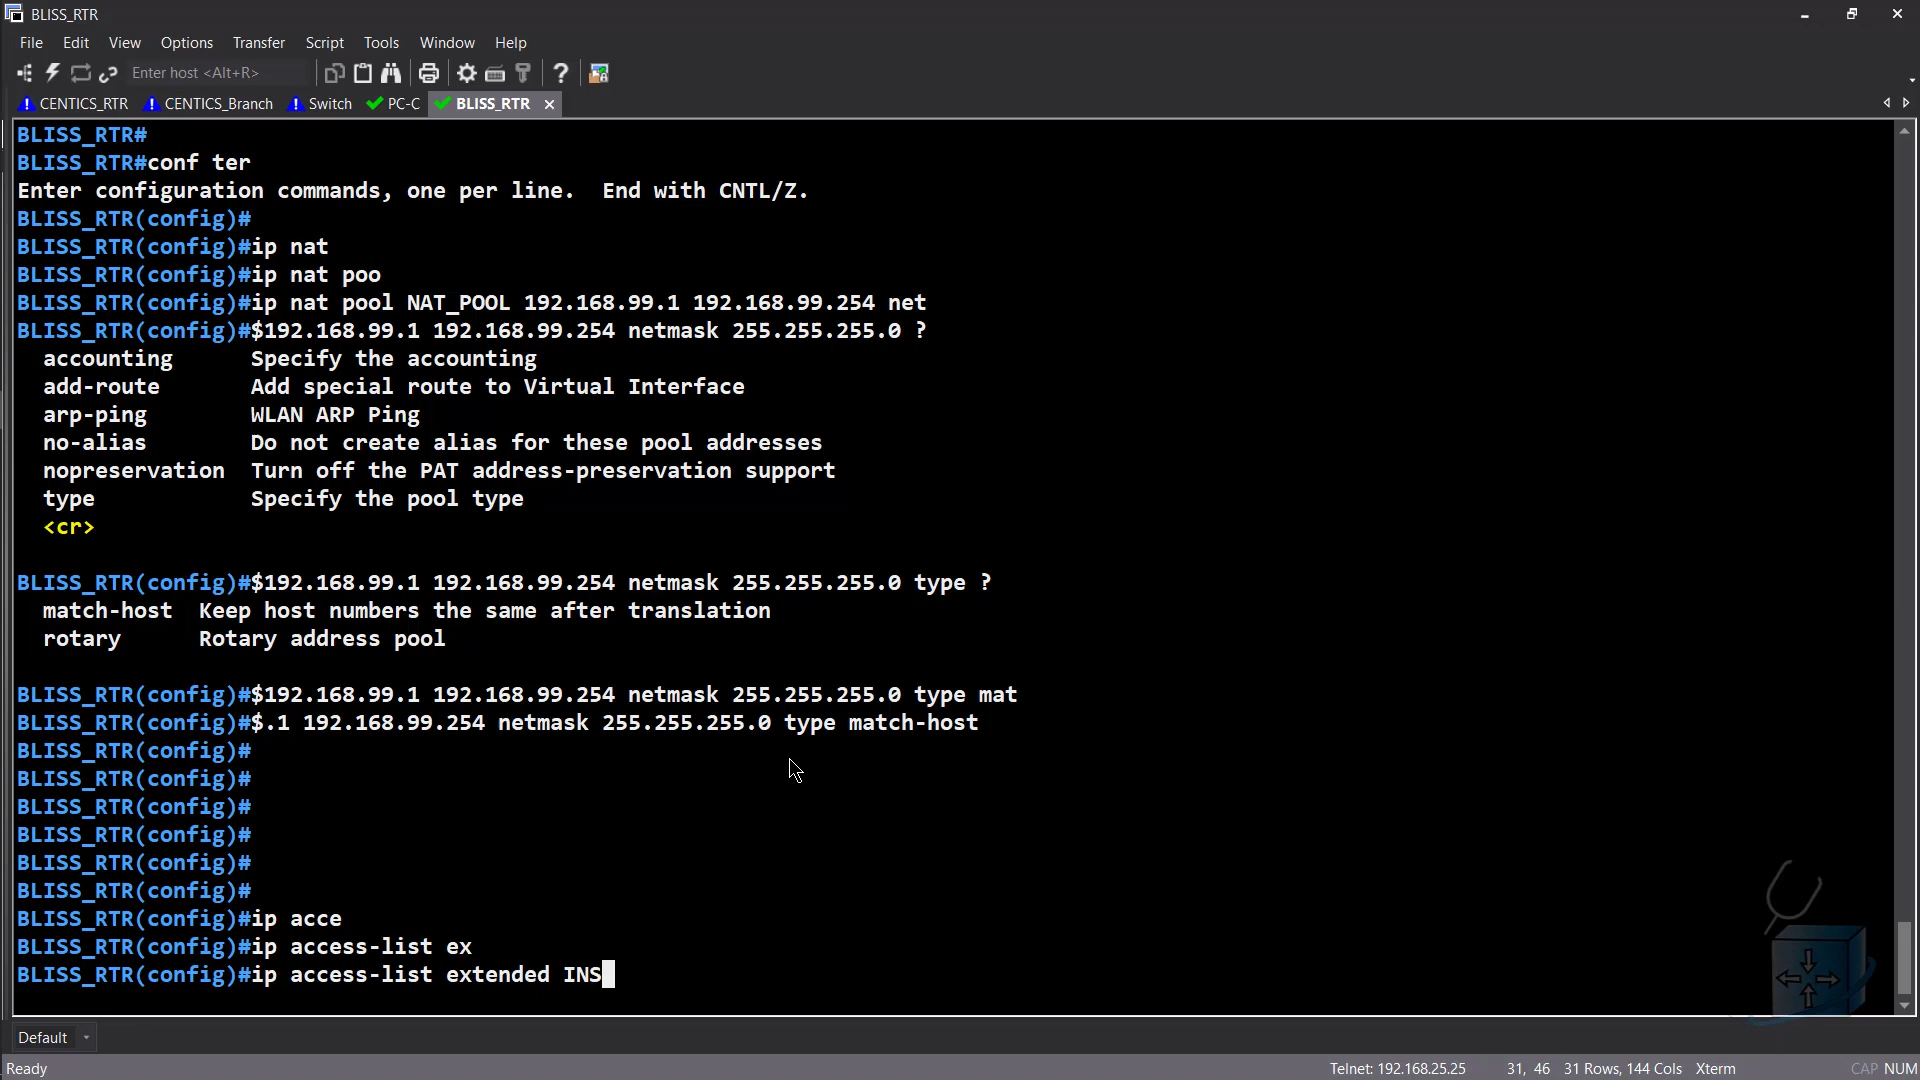 BLISS_RTR
File Edit View Options Transfer Script Tools Window Help
Enter host <Alt+R>
CENTICS_RTR CENTICS_Branch Switch PC-C BLISS_RTR
BLISS_RTR#
BLISS_RTR#conf ter
Enter configuration commands, one per line.  End with CNTL/Z.
BLISS_RTR(config)#
BLISS_RTR(config)#ip nat
BLISS_RTR(config)#ip nat poo
BLISS_RTR(config)#ip nat pool NAT_POOL 192.168.99.1 192.168.99.254 net
BLISS_RTR(config)#$192.168.99.1 192.168.99.254 netmask 255.255.255.0 ?
accounting      Specify the accounting
add-route       Add special route to Virtual Interface
arp-ping        WLAN ARP Ping
no-alias        Do not create alias for these pool addresses
nopreservation  Turn off the PAT address-preservation support
type            Specify the pool type
<cr>
BLISS_RTR(config)#$192.168.99.1 192.168.99.254 netmask 255.255.255.0 type ?
match-host  Keep host numbers the same after translation
rotary      Rotary address pool
BLISS_RTR(config)#$192.168.99.1 192.168.99.254 netmask 255.255.255.0 type mat
BLISS_RTR(config)#$.1 192.168.99.254 netmask 255.255.255.0 type match-host
BLISS_RTR(config)#
BLISS_RTR(config)#
BLISS_RTR(config)#
BLISS_RTR(config)#
BLISS_RTR(config)#
BLISS_RTR(config)#
BLISS_RTR(config)#ip acce
BLISS_RTR(config)#ip access-list ex
BLISS_RTR(config)#ip access-list extended INS
Default
Ready Telnet: 192.168.25.25 31, 46 31 Rows, 144 Cols Xterm CAP NUM